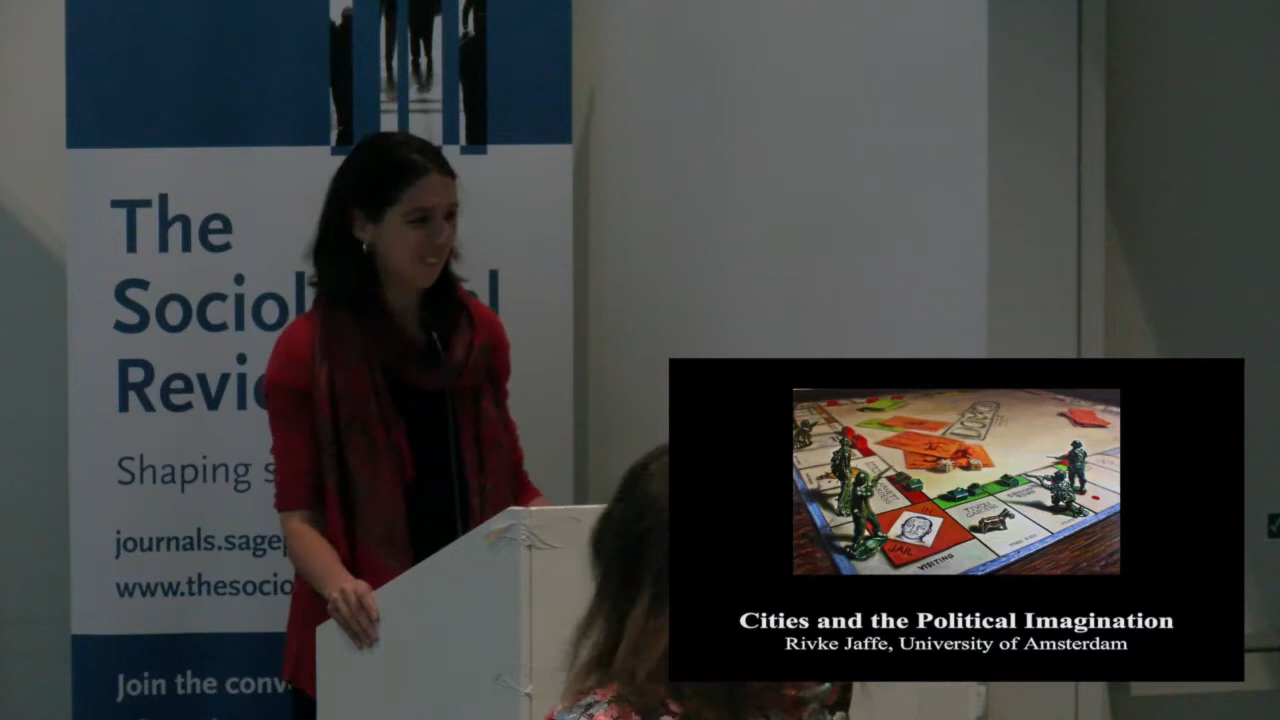 The
Sociol l
Revie
Shaping s
journals.sagep
www.thesocio
Join the conv
JAIL
VISITING
Cities and the Political Imagination
Rivke Jaffe, University of Amsterdam